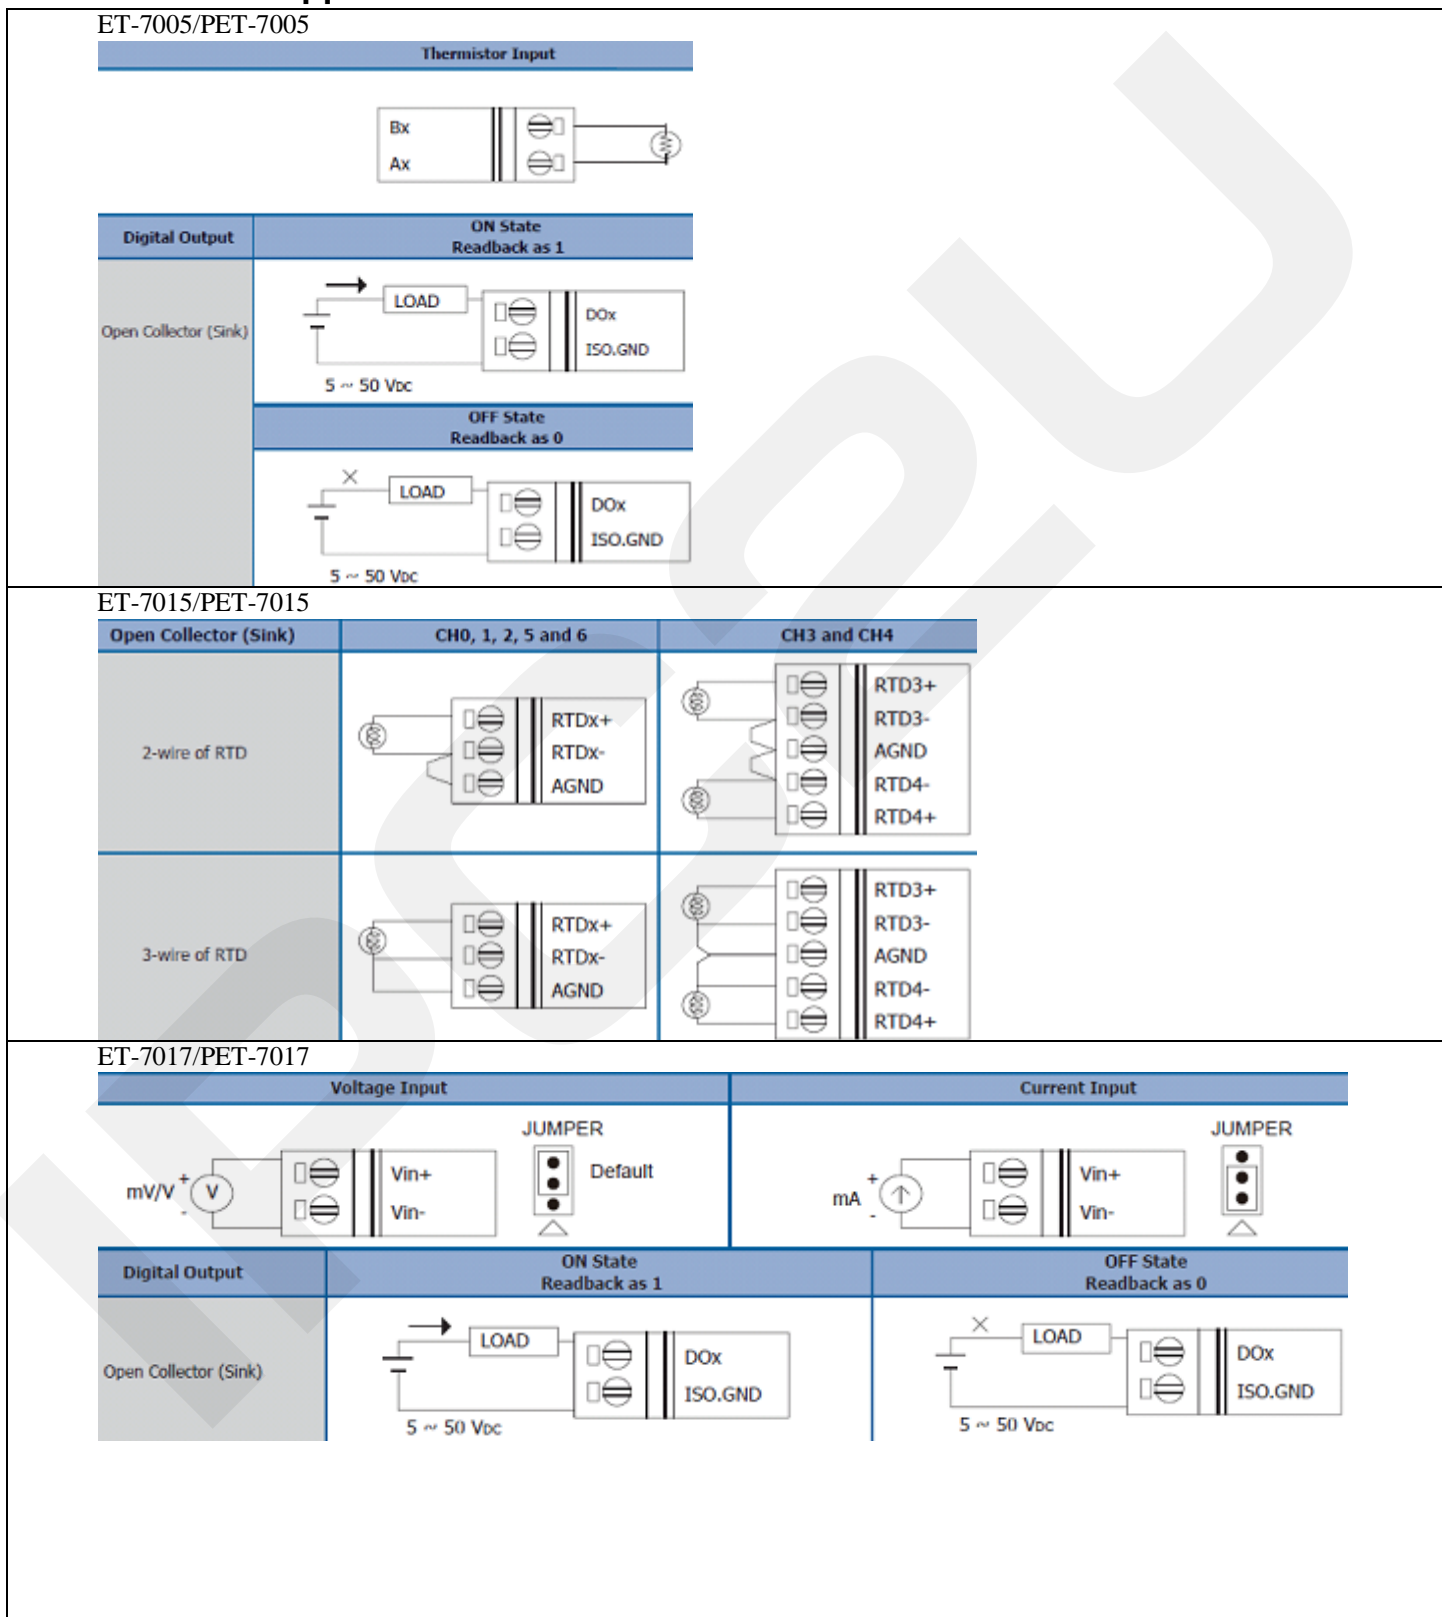 ET-7005/PET-7005
Thermistor Input
Bx
Ax
Digital Output
ON State
Readback as 1
Open Collector (Sink)
LOAD
DOx
ISO.GND
5 ~ 50 VDC
OFF State
Readback as 0
LOAD
DOx
ISO.GND
5 ~ 50 VDC
ET-7015/PET-7015
Open Collector (Sink)
CH0, 1, 2, 5 and 6
CH3 and CH4
2-wire of RTD
RTDx+
RTDx-
AGND
RTD3+
RTD3-
AGND
RTD4-
RTD4+
3-wire of RTD
RTDx+
RTDx-
AGND
RTD3+
RTD3-
AGND
RTD4-
RTD4+
ET-7017/PET-7017
Voltage Input
Current Input
mV/V
+
-
V
Vin+
Vin-
JUMPER
Default
mA
+
-
Vin+
Vin-
JUMPER
Digital Output
ON State
Readback as 1
OFF State
Readback as 0
Open Collector (Sink)
LOAD
DOx
ISO.GND
5 ~ 50 VDC
LOAD
DOx
ISO.GND
5 ~ 50 VDC
IPC2U